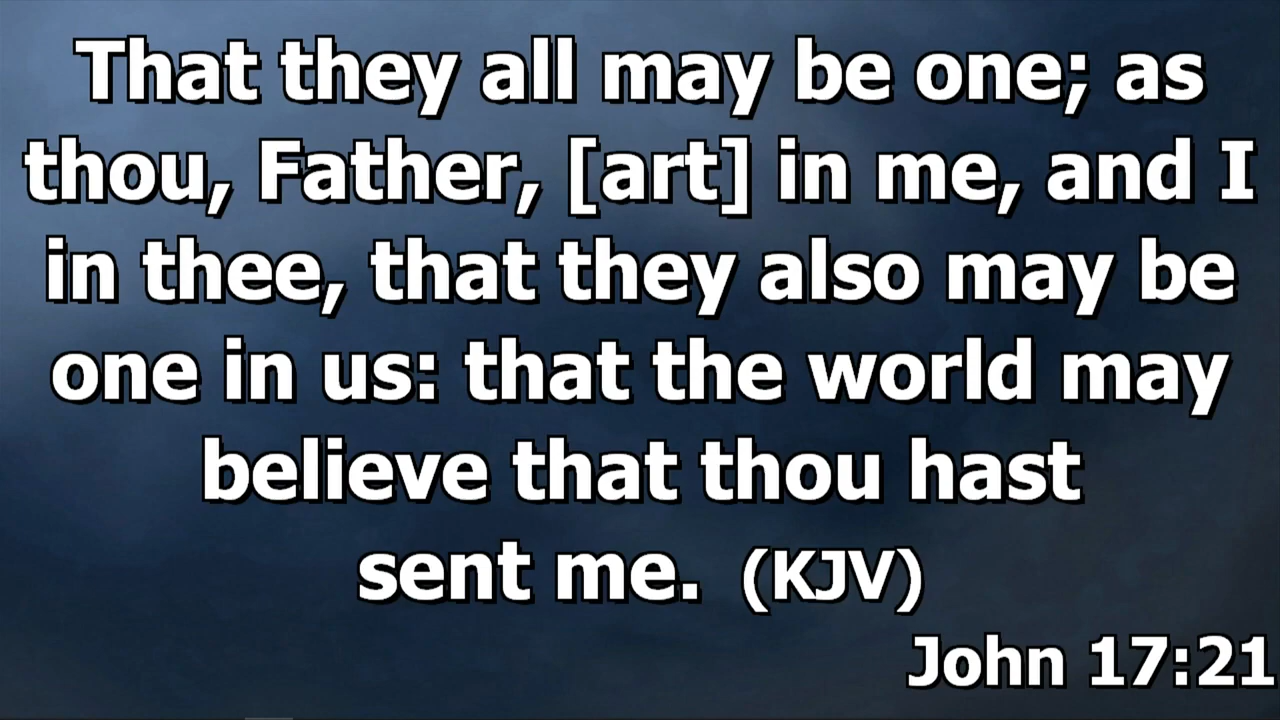 That they all may be one; as
thou, Father, [art] in me, and I
in thee, that they also may be
one in us: that the world may
believe that thou hast
sent me. (KJV)
John 17:21